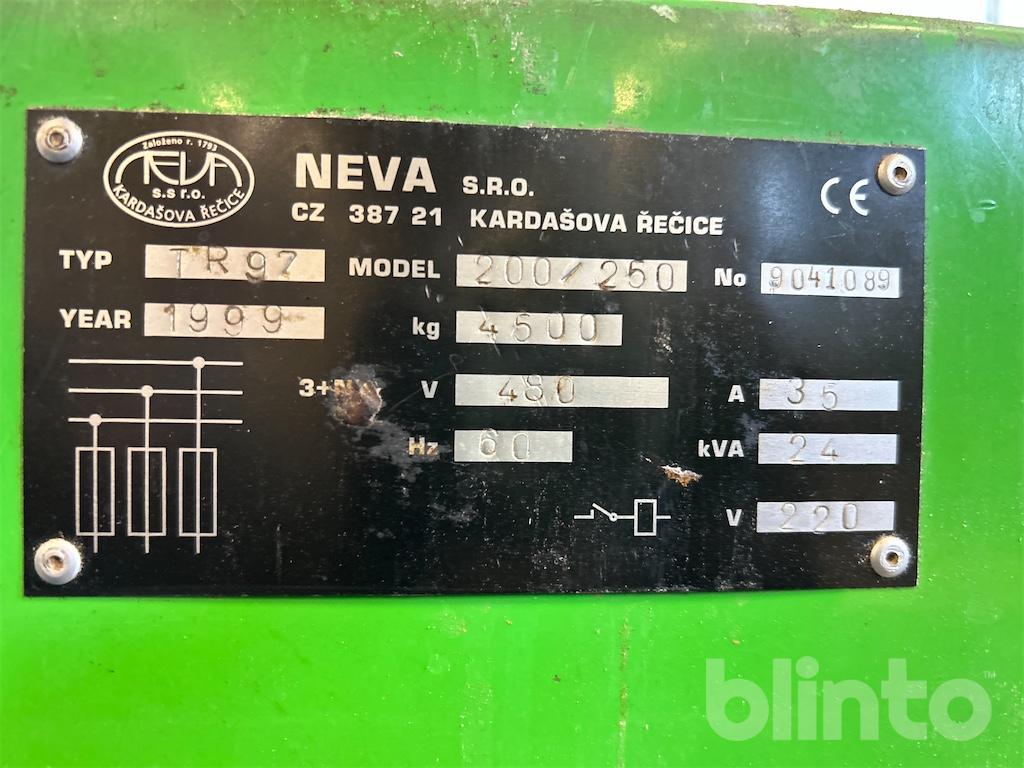 Založeno r. 1793
NEVA
S.S r.o.
KARDAŠOVA ŘEČICE
NEVA S.R.O.
CZ 387 21 KARDAŠOVA ŘEČICE
CE
TYP TR97 MODEL 200/250 No 9041089
YEAR 1999 kg 4500
V 480 A 35
Hz 60 kVA 24
V 220
blinto™